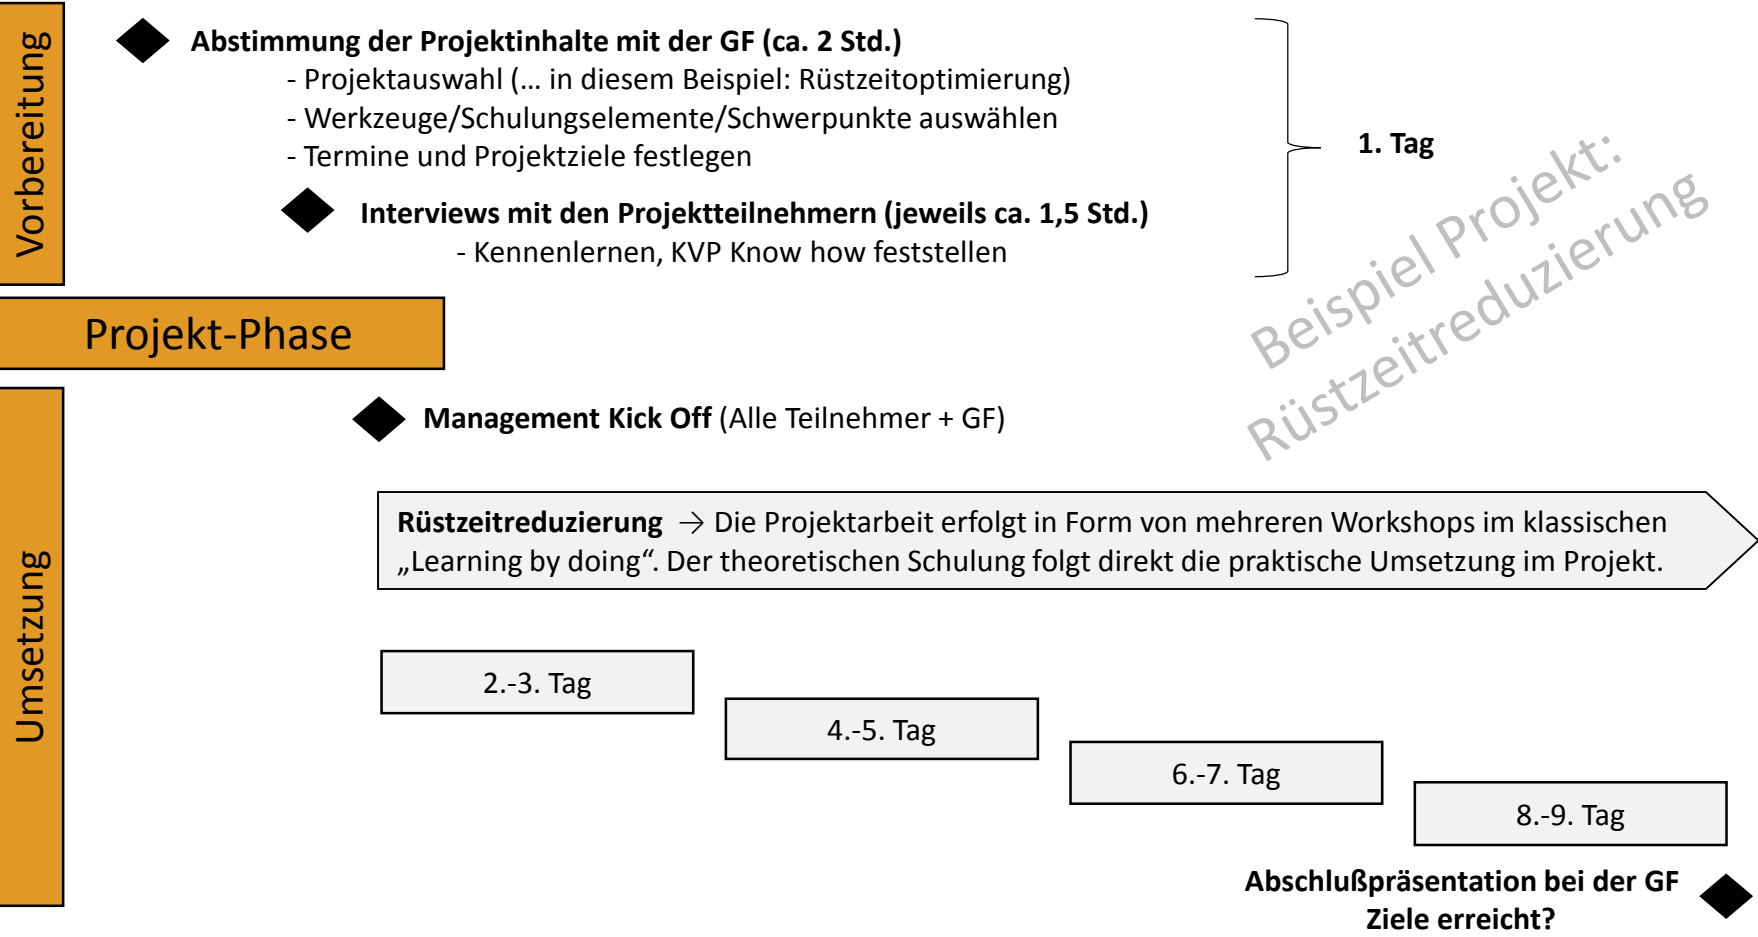 Vorbereitung
Abstimmung der Projektinhalte mit der GF (ca. 2 Std.)
- Projektauswahl (… in diesem Beispiel: Rüstzeitoptimierung)
- Werkzeuge/Schulungselemente/Schwerpunkte auswählen
- Termine und Projektziele festlegen
Interviews mit den Projektteilnehmern (jeweils ca. 1,5 Std.)
- Kennenlernen, KVP Know how feststellen
1. Tag
Beispiel Projekt:
Rüstzeitreduzierung
Projekt-Phase
Umsetzung
Management Kick Off (Alle Teilnehmer + GF)
Rüstzeitreduzierung → Die Projektarbeit erfolgt in Form von mehreren Workshops im klassischen
„Learning by doing“. Der theoretischen Schulung folgt direkt die praktische Umsetzung im Projekt.
2.-3. Tag
4.-5. Tag
6.-7. Tag
8.-9. Tag
Abschlußpräsentation bei der GF
Ziele erreicht?